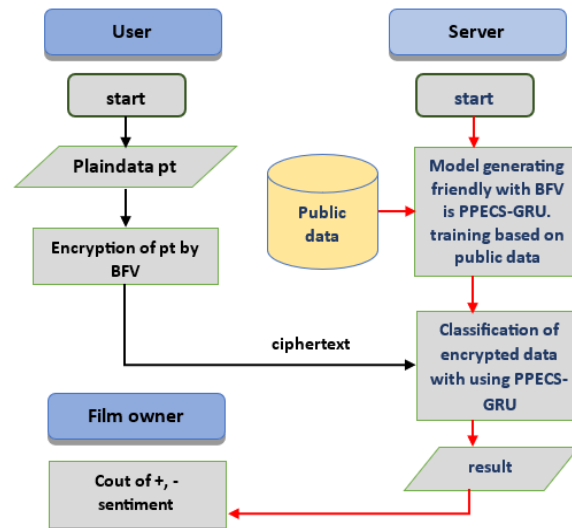 User
start
Plaindata pt
Encryption of pt by
BFV
ciphertext
Server
start
Public
data
Model generating
friendly with BFV
is PPECS-GRU.
training based on
public data
Classification of
encrypted data
with using PPECS-
GRU
result
Film owner
Cout of +, -
sentiment